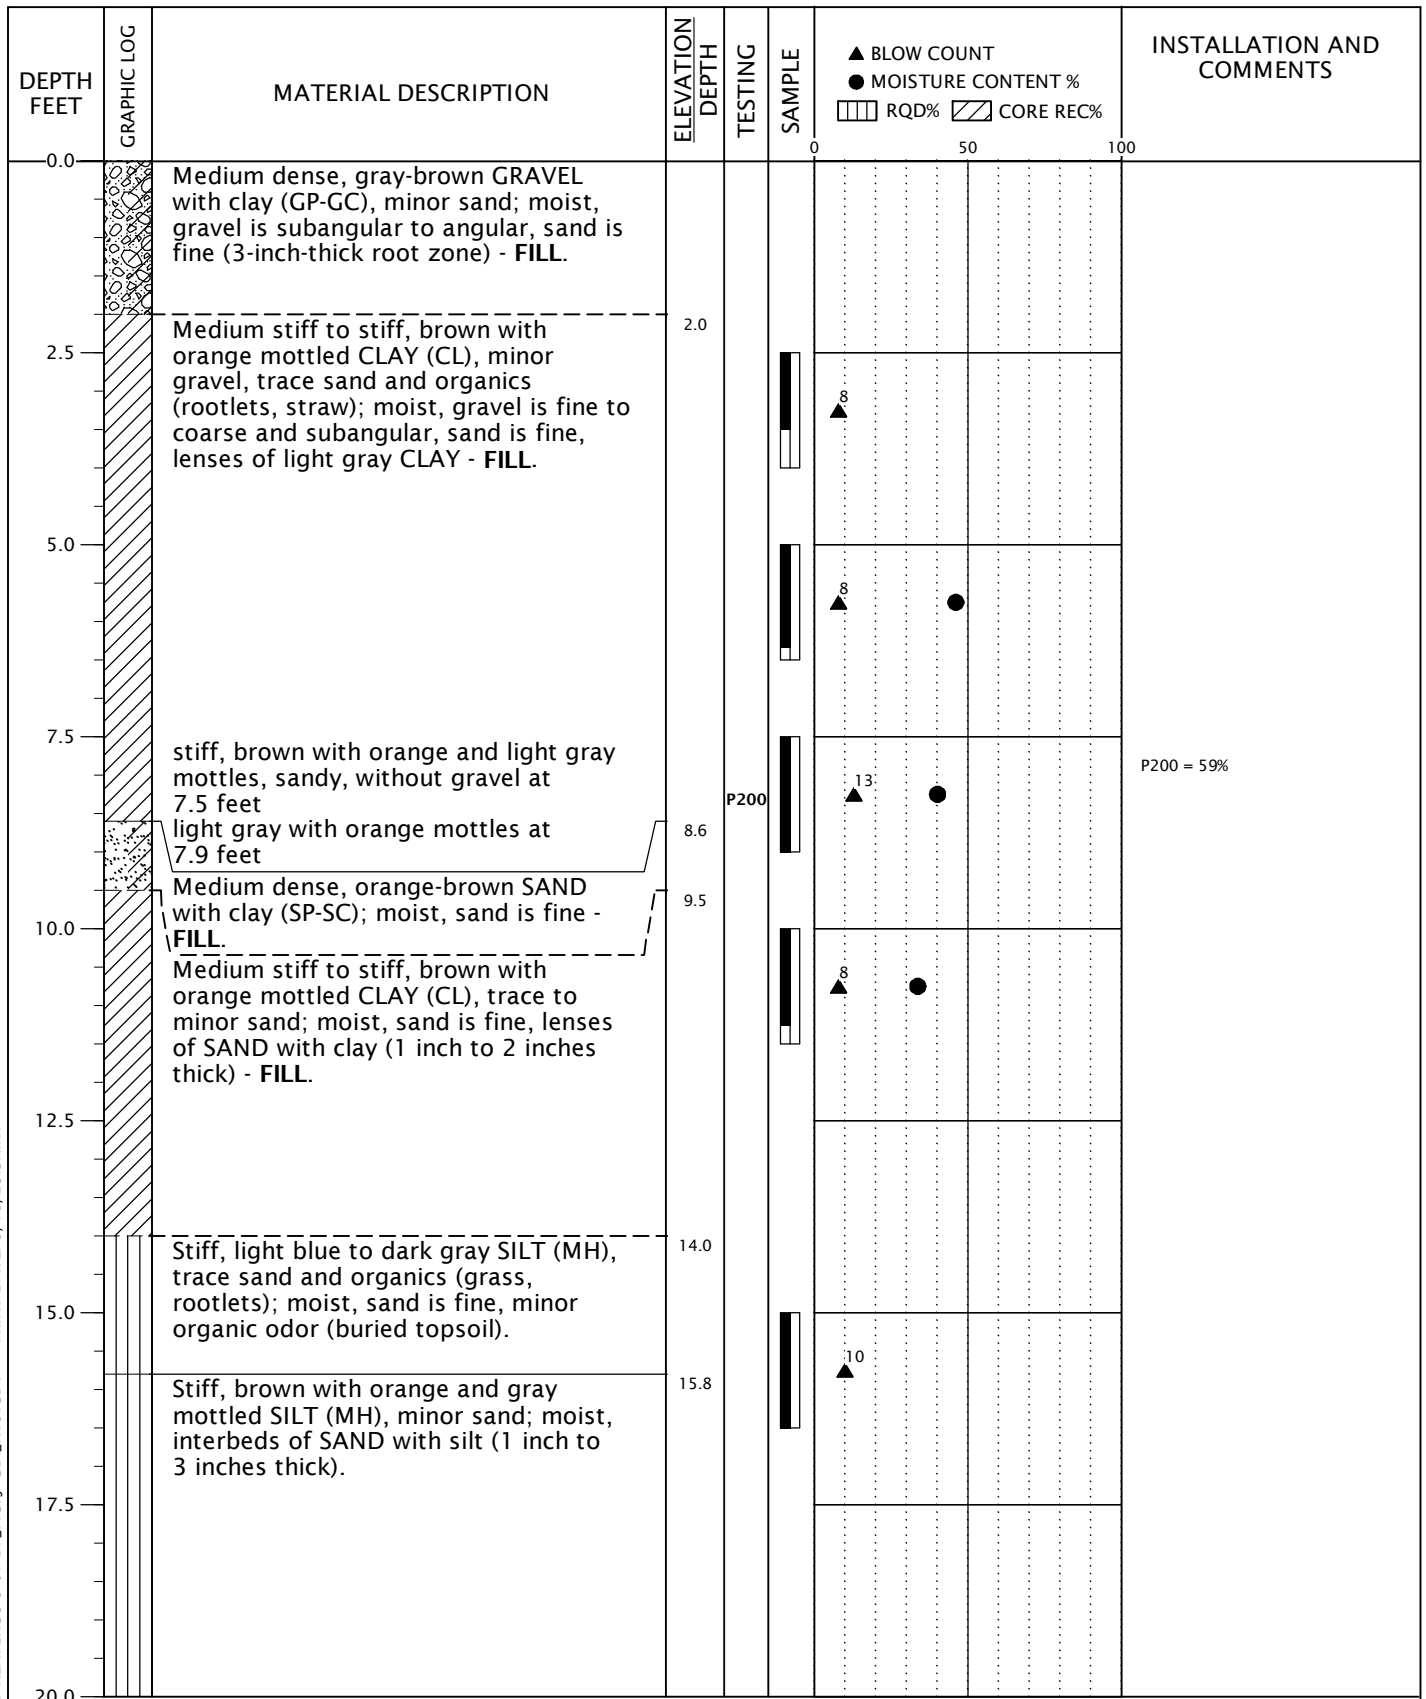 DEPTH
FEET
GRAPHIC LOG
MATERIAL DESCRIPTION
ELEVATION
DEPTH
TESTING
SAMPLE
▲ BLOW COUNT
● MOISTURE CONTENT %
RQD% CORE REC%
INSTALLATION AND
COMMENTS
0 50 100
0.0
Medium dense, gray-brown GRAVEL
with clay (GP-GC), minor sand; moist,
gravel is subangular to angular, sand is
fine (3-inch-thick root zone) - FILL.
2.0
Medium stiff to stiff, brown with
orange mottled CLAY (CL), minor
gravel, trace sand and organics
(rootlets, straw); moist, gravel is fine to
coarse and subangular, sand is fine,
lenses of light gray CLAY - FILL.
2.5
8
5.0
8
7.5
stiff, brown with orange and light gray
mottles, sandy, without gravel at
7.5 feet
P200
13
P200 = 59%
light gray with orange mottles at
7.9 feet
8.6
Medium dense, orange-brown SAND
with clay (SP-SC); moist, sand is fine -
FILL.
9.5
10.0
Medium stiff to stiff, brown with
orange mottled CLAY (CL), trace to
minor sand; moist, sand is fine, lenses
of SAND with clay (1 inch to 2 inches
thick) - FILL.
8
12.5
14.0
Stiff, light blue to dark gray SILT (MH),
trace sand and organics (grass,
rootlets); moist, sand is fine, minor
organic odor (buried topsoil).
15.0
10
15.8
Stiff, brown with orange and gray
mottled SILT (MH), minor sand; moist,
interbeds of SAND with silt (1 inch to
3 inches thick).
17.5
20.0